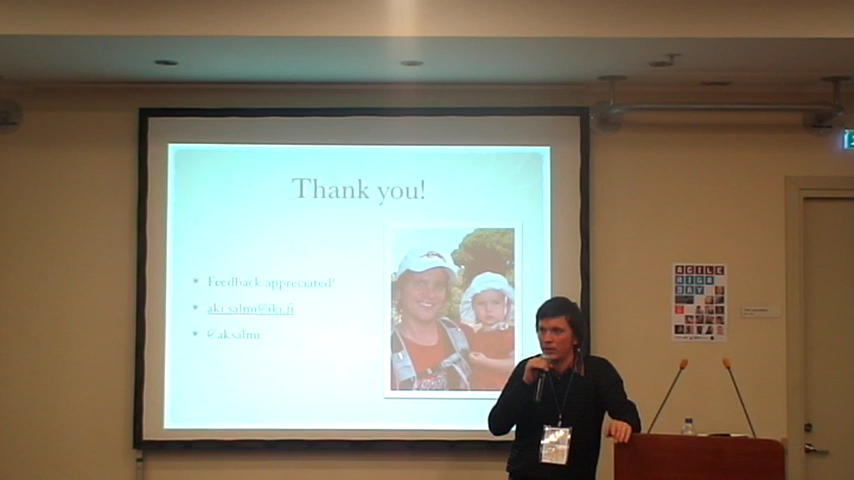 Thank you!
Feedback appreciated!
aki.salmi@iki.fi
@aksalmi
AGILE
RIGA
DAY